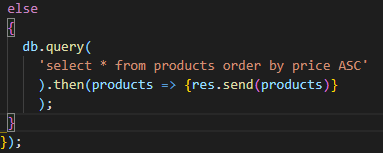 else
{
db.query(
'select * from products order by price ASC'
).then(products => {res.send(products)}
);
}
});